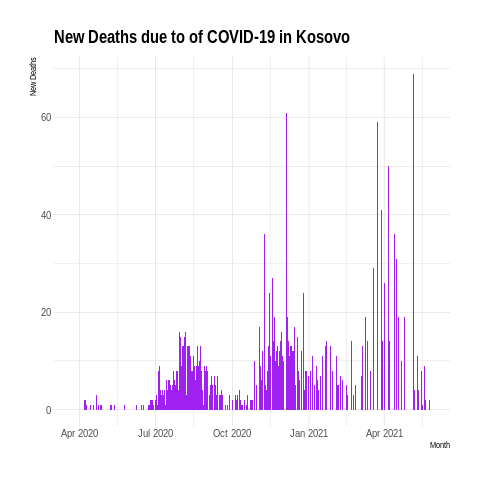 New Deaths due to of COVID-19 in Kosovo
New Deaths
60
40
20
0
Apr 2020 Jul 2020 Oct 2020 Jan 2021 Apr 2021
Month